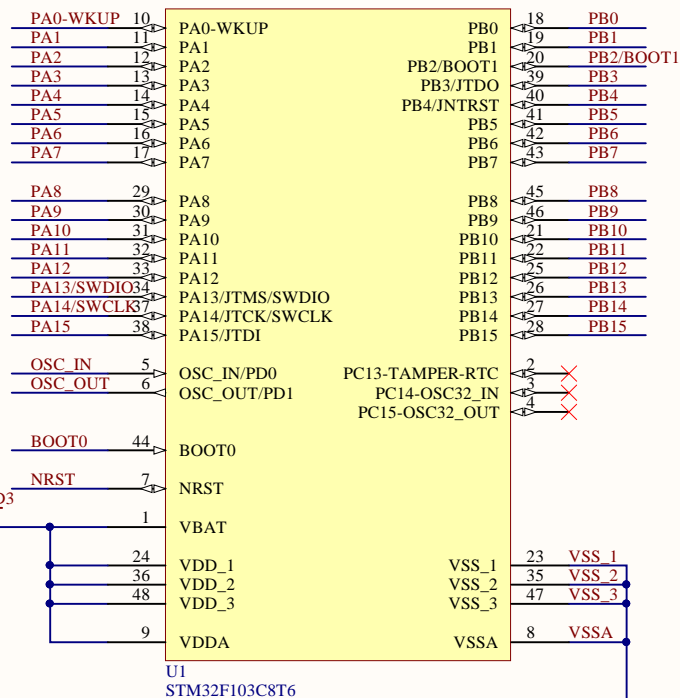 PA0-WKUP 10 PA0-WKUP PB0 18 PB0
PA1 11 PA1 PB1 19 PB1
PA2 12 PA2 PB2/BOOT1 20 PB2/BOOT1
PA3 13 PA3 PB3/JTDO 39 PB3
PA4 14 PA4 PB4/JNTRST 40 PB4
PA5 15 PA5 PB5 41 PB5
PA6 16 PA6 PB6 42 PB6
PA7 17 PA7 PB7 43 PB7
PA8 29 PA8 PB8 45 PB8
PA9 30 PA9 PB9 46 PB9
PA10 31 PA10 PB10 21 PB10
PA11 32 PA11 PB11 22 PB11
PA12 33 PA12 PB12 25 PB12
PA13/SWDIO 34 PA13/JTMS/SWDIO PB13 26 PB13
PA14/SWCLK 37 PA14/JTCK/SWCLK PB14 27 PB14
PA15 38 PA15/JTDI PB15 28 PB15
OSC_IN 5 OSC_IN/PD0 PC13-TAMPER-RTC 2
OSC_OUT 6 OSC_OUT/PD1 PC14-OSC32_IN 3
PC15-OSC32_OUT 4
BOOT0 44 BOOT0
NRST 7 NRST
1 VBAT
24 VDD_1 VSS_1 23 VSS_1
36 VDD_2 VSS_2 35 VSS_2
48 VDD_3 VSS_3 47 VSS_3
9 VDDA VSSA 8 VSSA
U1
STM32F103C8T6